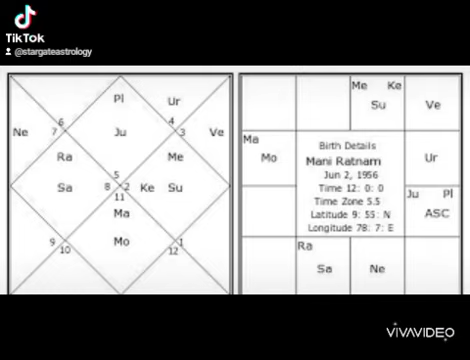 TikTok
@stargateastrology
Pl
Ur
6
4
Ne
7
Ju
3
Ve
Ra
Me
5
Sa
8
2
Ke
Su
11
Ma
Mo
9
1
10
12
Me Ke
Su
Ve
Ma
Mo
Birth Details
Mani Ratnam
Jun 2, 1956
Time 12: 0: 0
Time Zone 5.5
Latitude 9: 55: N
Longitude 78: 7: E
Ur
Ju Pl
ASC
Ra
Sa
Ne
VIVAVIDEO